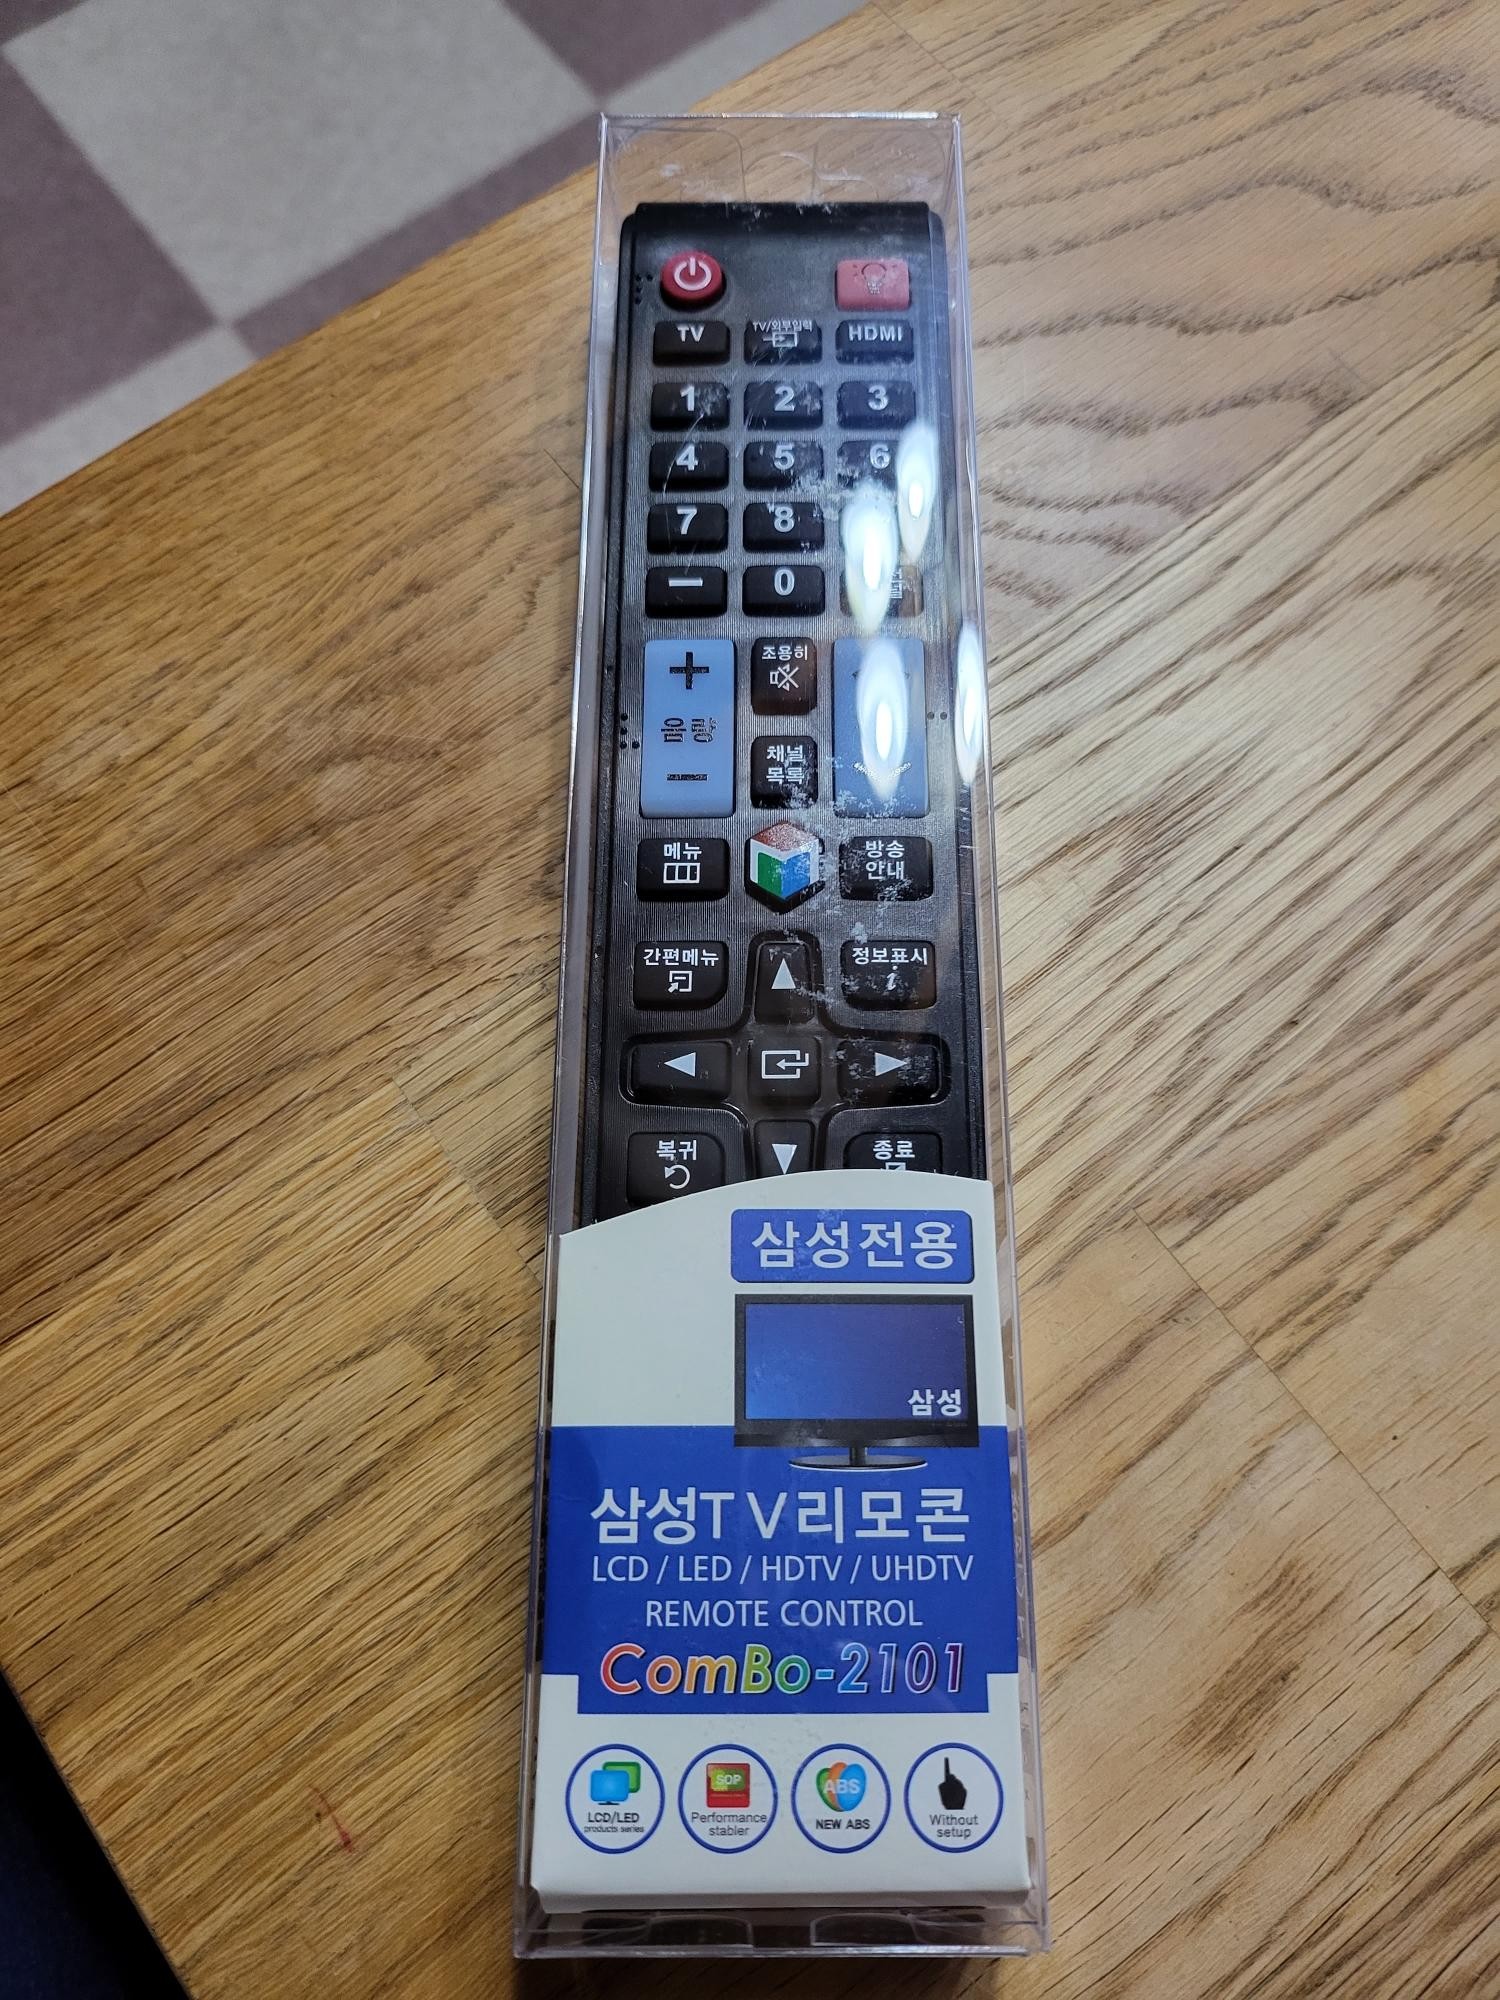 TV
TV/외부입력
HDMI
1 2 3
4 5 6
7 8
— 0
+
음량
−
조용히
채널
목록
메뉴
방송
안내
간편메뉴
정보표시
i
복귀
종료
삼성전용
삼성
삼성TV리모콘
LCD / LED / HDTV / UHDTV
REMOTE CONTROL
ComBo-2101
LCD/LED
products series
SOP
Performance
stabler
ABS
NEW ABS
Without
setup